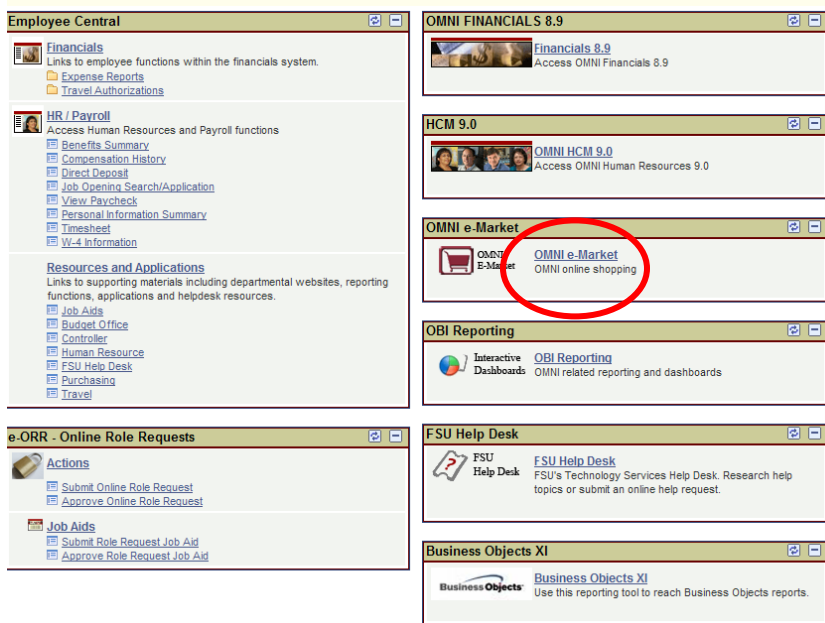 Employee Central
Financials
Links to employee functions within the financials system.
Expense Reports
Travel Authorizations
HR / Payroll
Access Human Resources and Payroll functions
Benefits Summary
Compensation History
Direct Deposit
Job Opening Search/Application
View Paycheck
Personal Information Summary
Timesheet
W-4 Information
Resources and Applications
Links to supporting materials including departmental websites, reporting
functions, applications and helpdesk resources.
Job Aids
Budget Office
Controller
Human Resource
FSU Help Desk
Purchasing
Travel
e-ORR - Online Role Requests
Actions
Submit Online Role Request
Approve Online Role Request
Job Aids
Submit Role Request Job Aid
Approve Role Request Job Aid
OMNI FINANCIALS 8.9
Financials 8.9
Access OMNI Financials 8.9
HCM 9.0
OMNI HCM 9.0
Access OMNI Human Resources 9.0
OMNI e-Market
OMNI
E-Market
OMNI e-Market
OMNI online shopping
OBI Reporting
Interactive
Dashboards
OBI Reporting
OMNI related reporting and dashboards
FSU Help Desk
FSU
Help Desk
FSU Help Desk
FSU's Technology Services Help Desk. Research help
topics or submit an online help request.
Business Objects XI
Business Objects
Business Objects XI
Use this reporting tool to reach Business Objects reports.